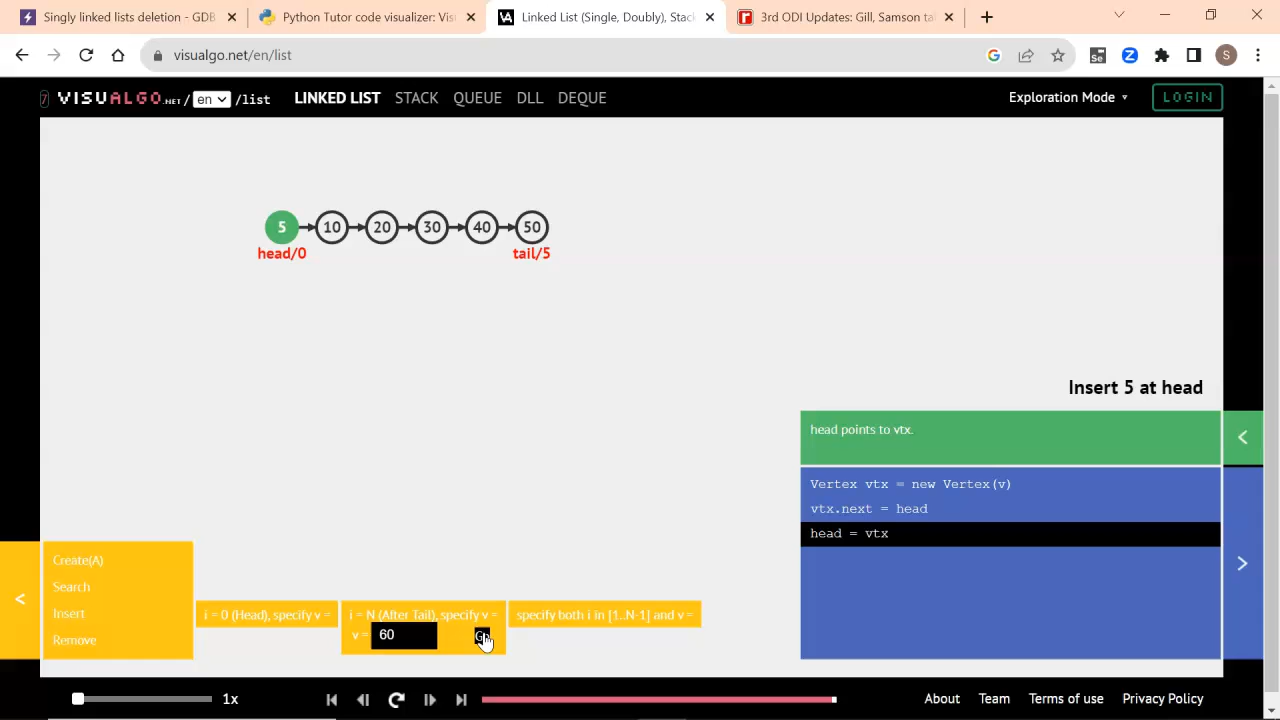 Singly linked lists deletion - GDB
Python Tutor code visualizer: Vis
Linked List (Single, Doubly), Stack
3rd ODI Updates: Gill, Samson ta
visualgo.net/en/list
Se
Z
S
7 VISUALGO.NET / en /list
LINKED LIST STACK QUEUE DLL DEQUE
Exploration Mode
LOGIN
5 10 20 30 40 50
head/0 tail/5
Insert 5 at head
head points to vtx.
Vertex vtx = new Vertex(v)
vtx.next = head
head = vtx
Create(A)
Search
Insert
Remove
i = 0 (Head), specify v =
i = N (After Tail), specify v =
v = 60
specify both i in [1..N-1] and v =
1x
About Team Terms of use Privacy Policy